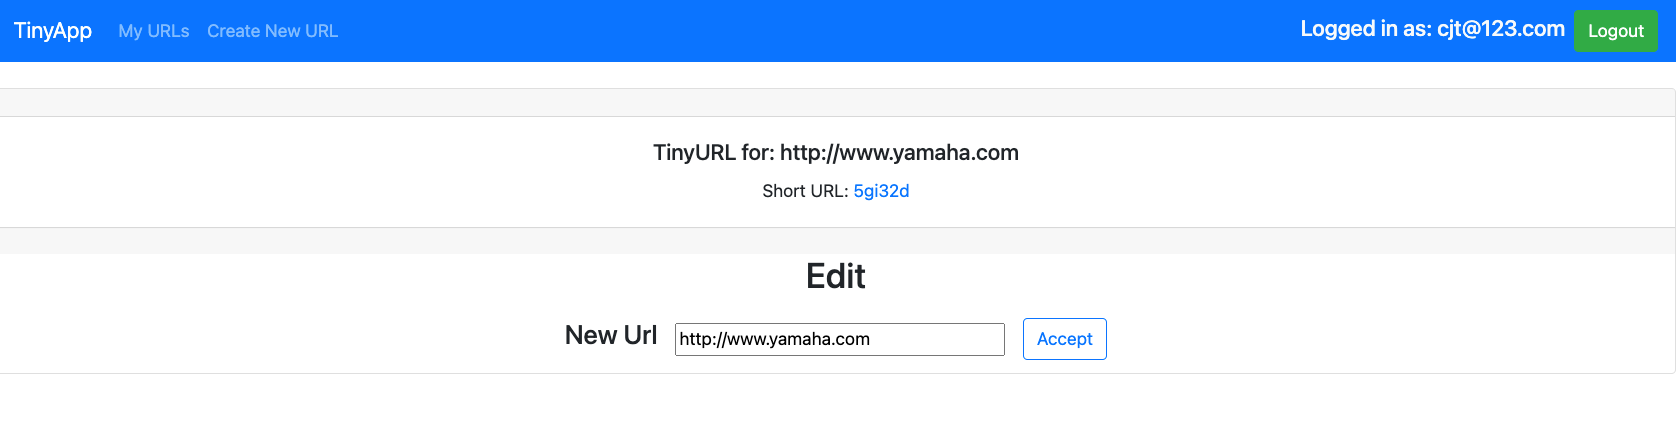 TinyApp My URLs Create New URL Logged in as: cjt@123.com Logout
TinyURL for: http://www.yamaha.com
Short URL: 5gi32d
Edit
New Url http://www.yamaha.com Accept